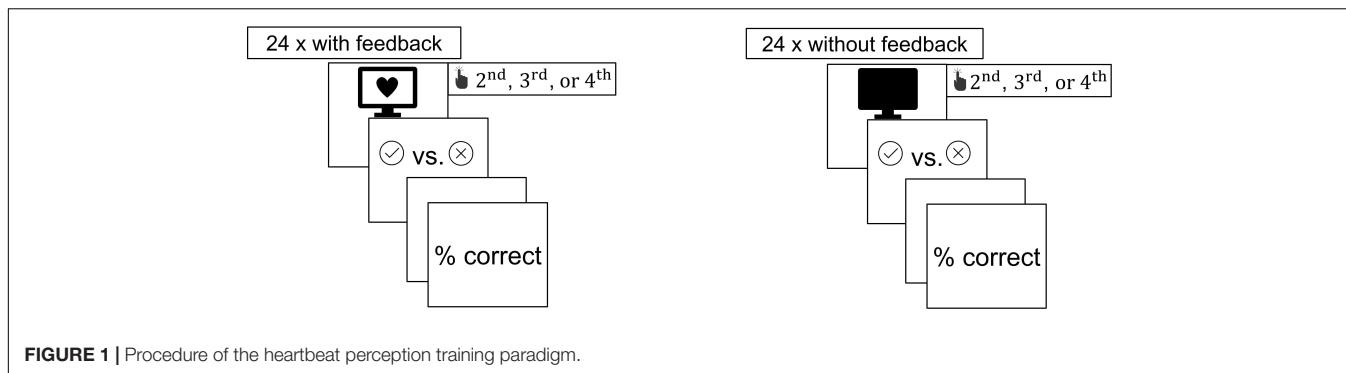 24 x with feedback
2nd, 3rd, or 4th
vs.
% correct
24 x without feedback
2nd, 3rd, or 4th
vs.
% correct
FIGURE 1 | Procedure of the heartbeat perception training paradigm.